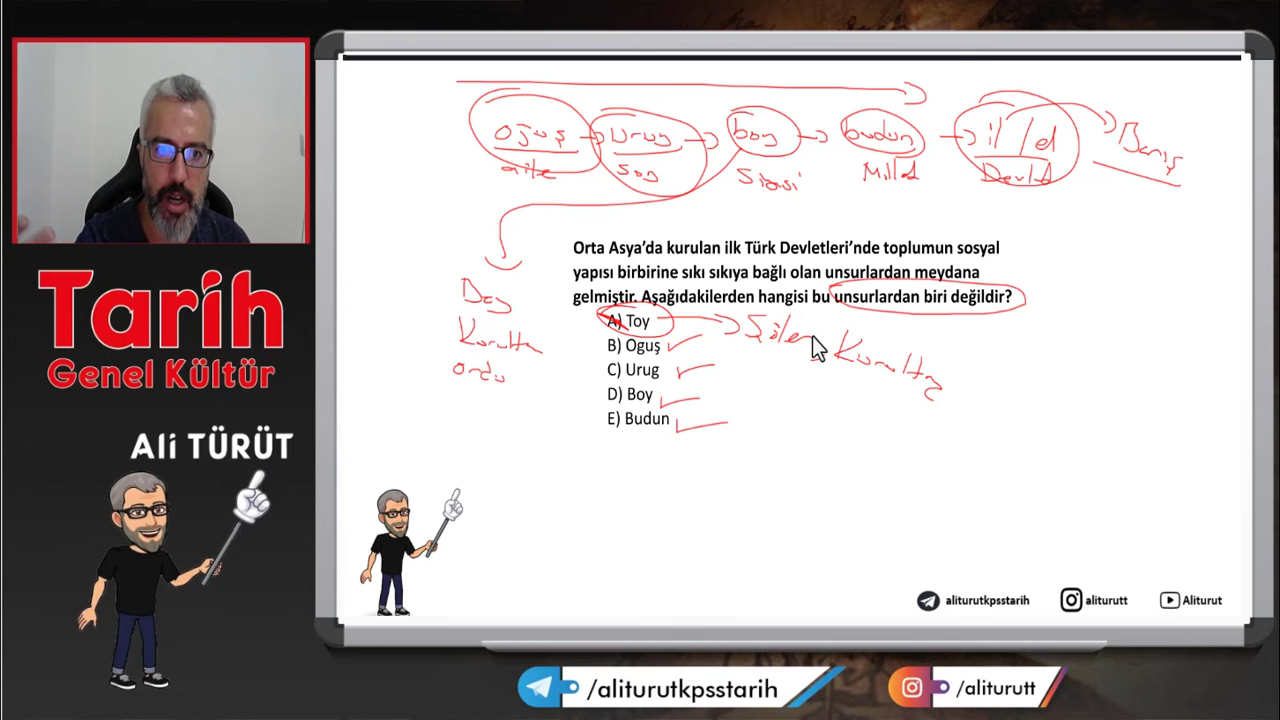 oğuş → urug → boy → budun → il / el
aile
soy
Siyasi
Millet
Devlet
Barış
Orta Asya’da kurulan ilk Türk Devletleri’nde toplumun sosyal
yapısı birbirine sıkı sıkıya bağlı olan unsurlardan meydana
gelmiştir. Aşağıdakilerden hangisi bu unsurlardan biri değildir?
A) Toy
B) Oguş
C) Urug
D) Boy
E) Budun
Şölen
Kurultay
Kurultay
ordu
Tarih
Genel Kültür
Ali TÜRÜT
aliturutkpsstarih
aliturutt
Aliturut
/aliturutkpsstarih
/aliturutt